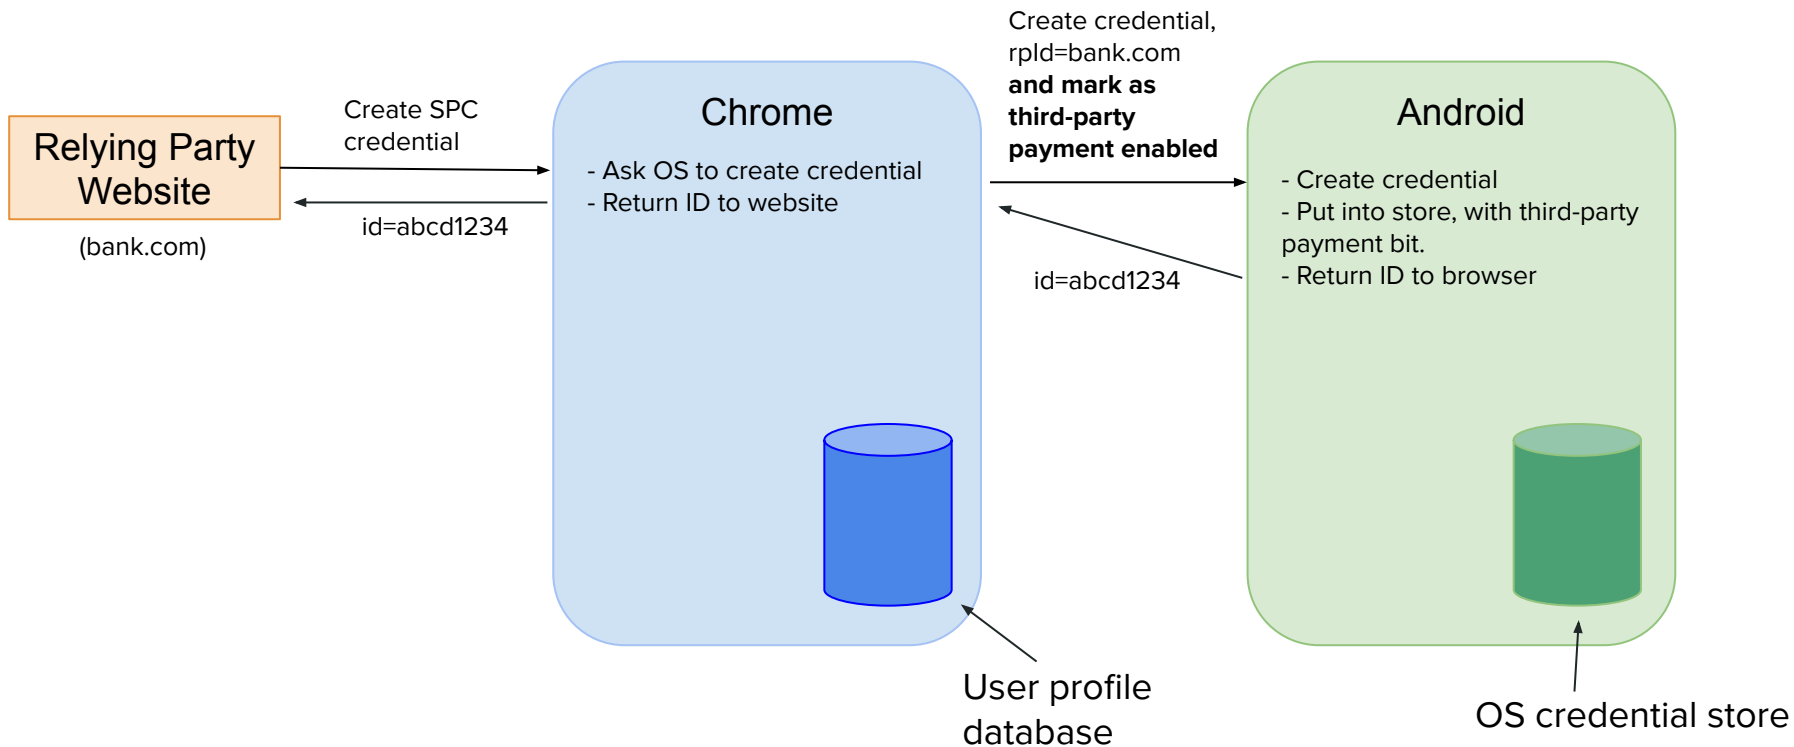 Relying Party
Website
(bank.com)
Create SPC
credential
id=abcd1234
Chrome
- Ask OS to create credential
- Return ID to website
User profile
database
Create credential,
rpId=bank.com
and mark as
third-party
payment enabled
id=abcd1234
Android
- Create credential
- Put into store, with third-party
payment bit.
- Return ID to browser
OS credential store